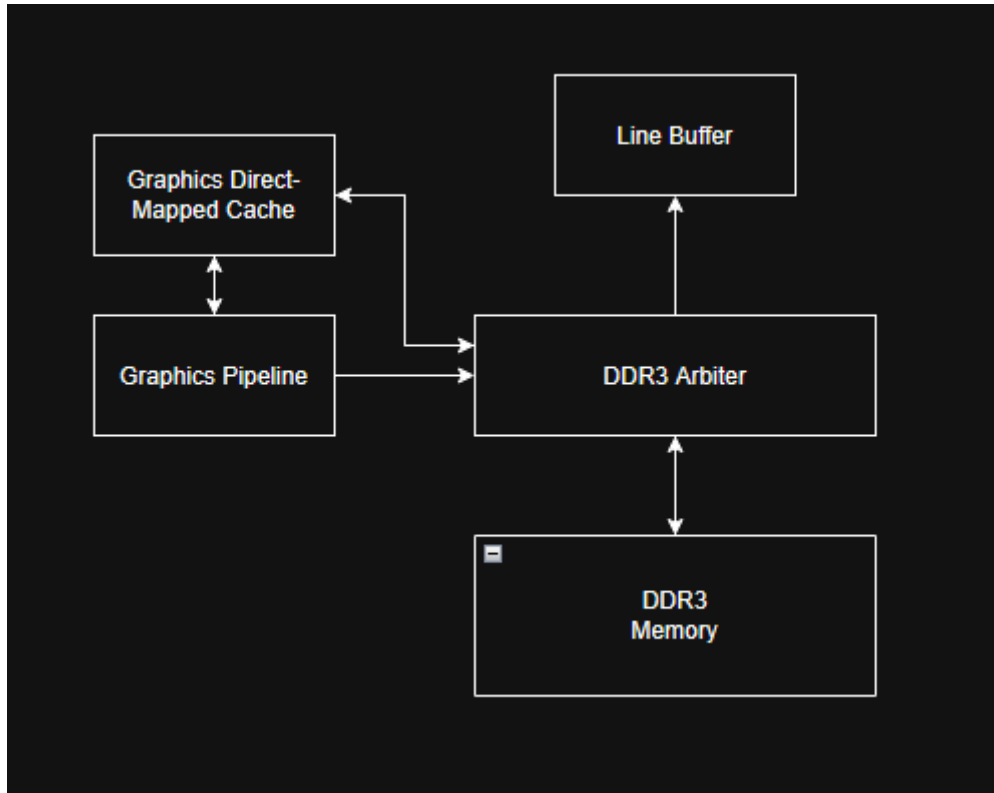 Line Buffer
Graphics Direct-
Mapped Cache
Graphics Pipeline
DDR3 Arbiter
DDR3
Memory